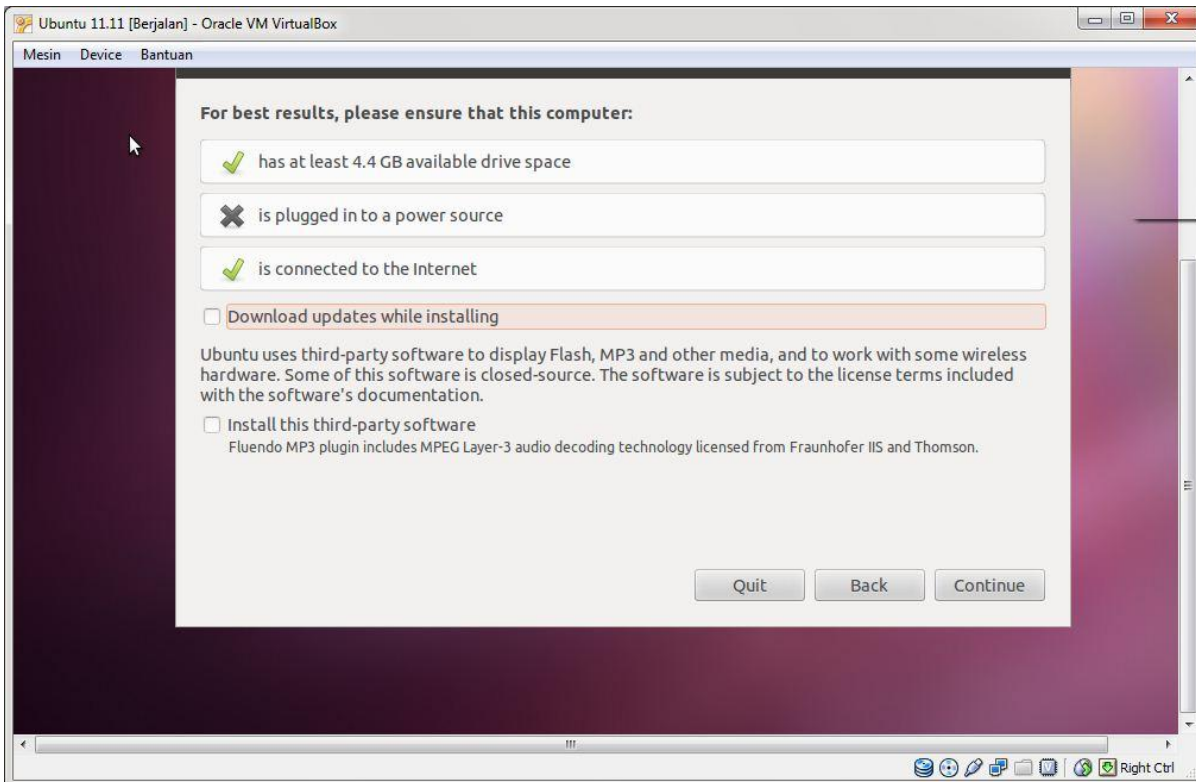 Ubuntu 11.11 [Berjalan] - Oracle VM VirtualBox
Mesin Device Bantuan
For best results, please ensure that this computer:
has at least 4.4 GB available drive space
is plugged in to a power source
is connected to the Internet
Download updates while installing
Ubuntu uses third-party software to display Flash, MP3 and other media, and to work with some wireless
hardware. Some of this software is closed-source. The software is subject to the license terms included
with the software's documentation.
Install this third-party software
Fluendo MP3 plugin includes MPEG Layer-3 audio decoding technology licensed from Fraunhofer IIS and Thomson.
Quit Back Continue
Right Ctrl